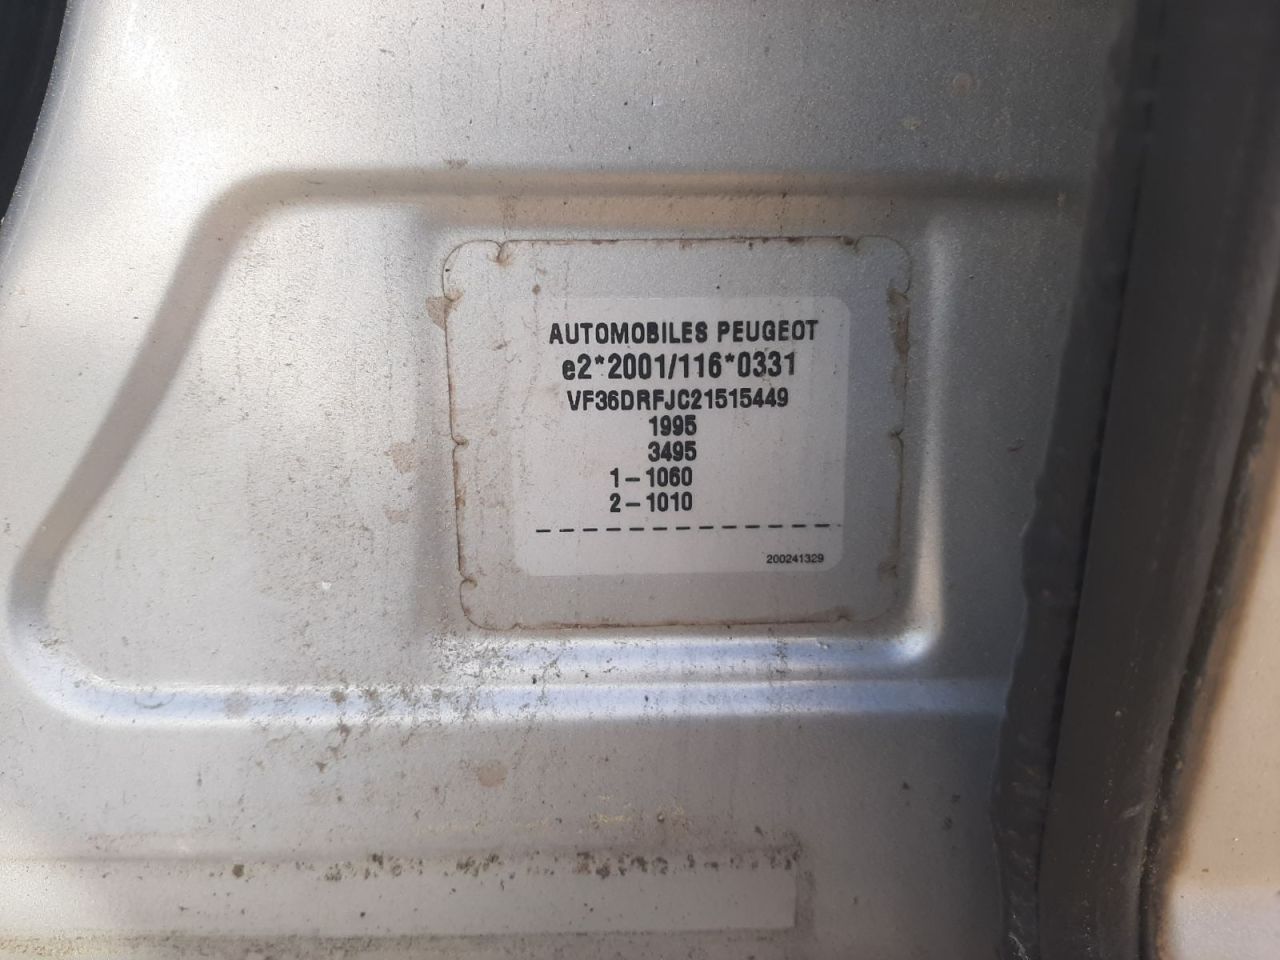 AUTOMOBILES PEUGEOT
e2*2001/116*0331
VF36DRFJC21515449
1995
3495
1-1060
2-1010
200241329